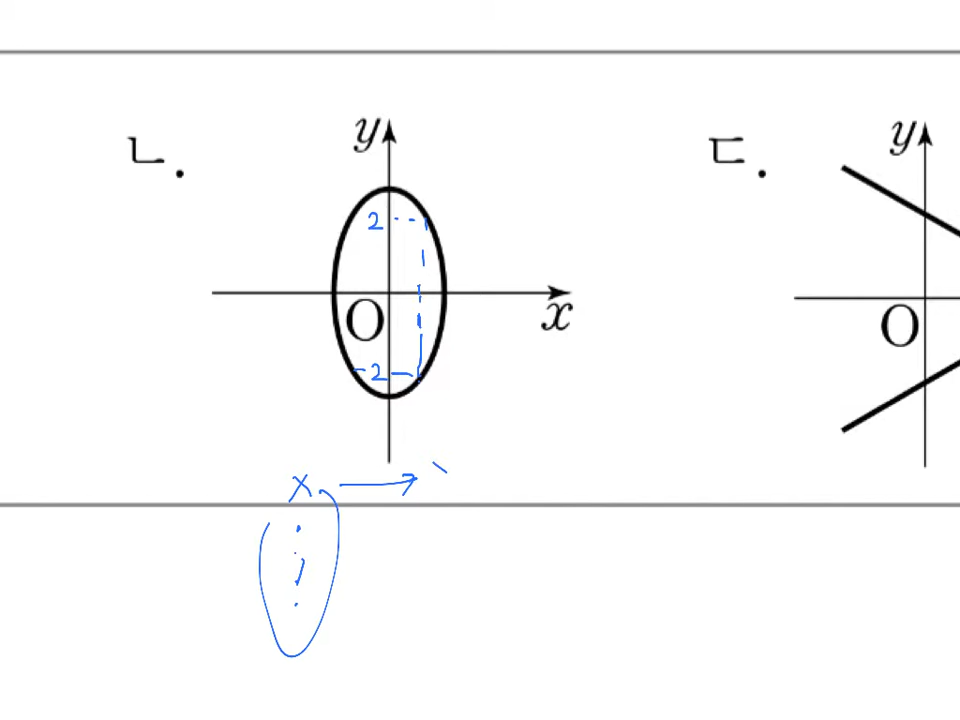 ㄴ. y ㄷ. y
2
O x O
-2
x →